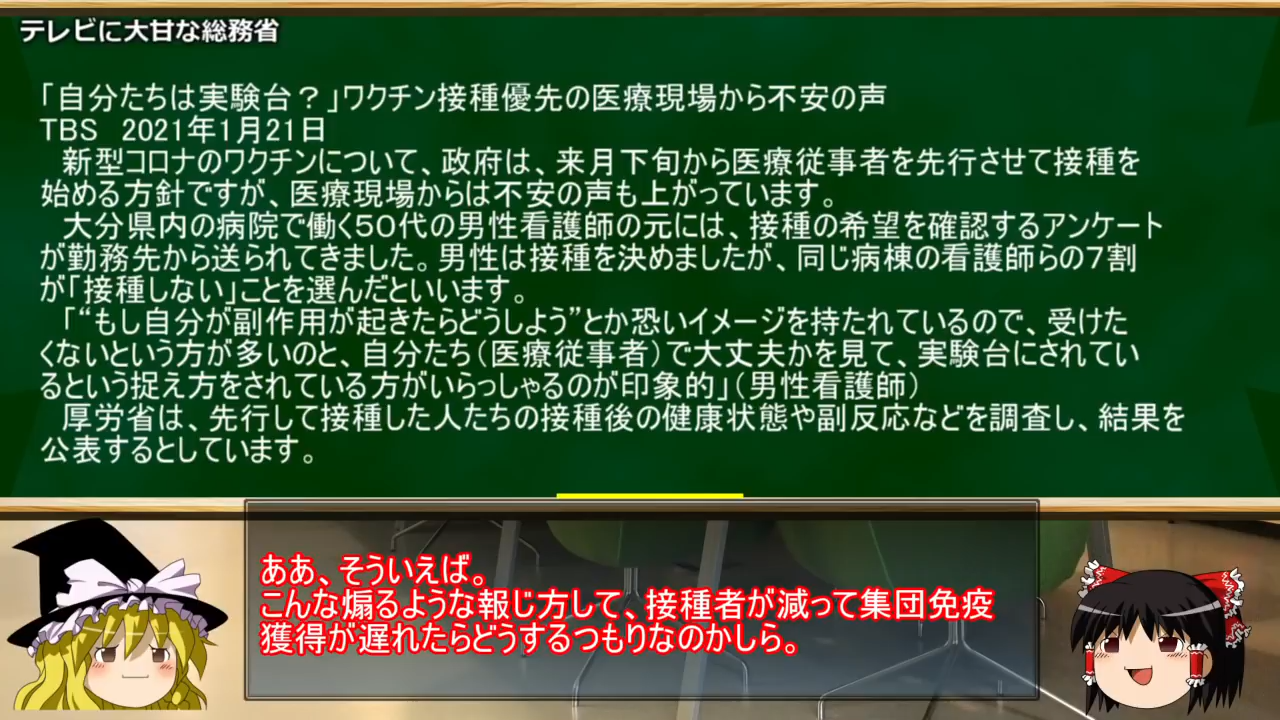 テレビに大甘な総務省
「自分たちは実験台？」ワクチン接種優先の医療現場から不安の声
TBS　2021年1月21日
　新型コロナのワクチンについて、政府は、来月下旬から医療従事者を先行させて接種を
始める方針ですが、医療現場からは不安の声も上がっています。
　大分県内の病院で働く５０代の男性看護師の元には、接種の希望を確認するアンケート
が勤務先から送られてきました。男性は接種を決めましたが、同じ病棟の看護師らの７割
が「接種しない」ことを選んだといいます。
　「“もし自分が副作用が起きたらどうしよう”とか恐いイメージを持たれているので、受けた
くないという方が多いのと、自分たち（医療従事者）で大丈夫かを見て、実験台にされてい
るという捉え方をされている方がいらっしゃるのが印象的」（男性看護師）
　厚労省は、先行して接種した人たちの接種後の健康状態や副反応などを調査し、結果を
公表するとしています。
ああ、そういえば。
こんな煽るような報じ方して、接種者が減って集団免疫
獲得が遅れたらどうするつもりなのかしら。